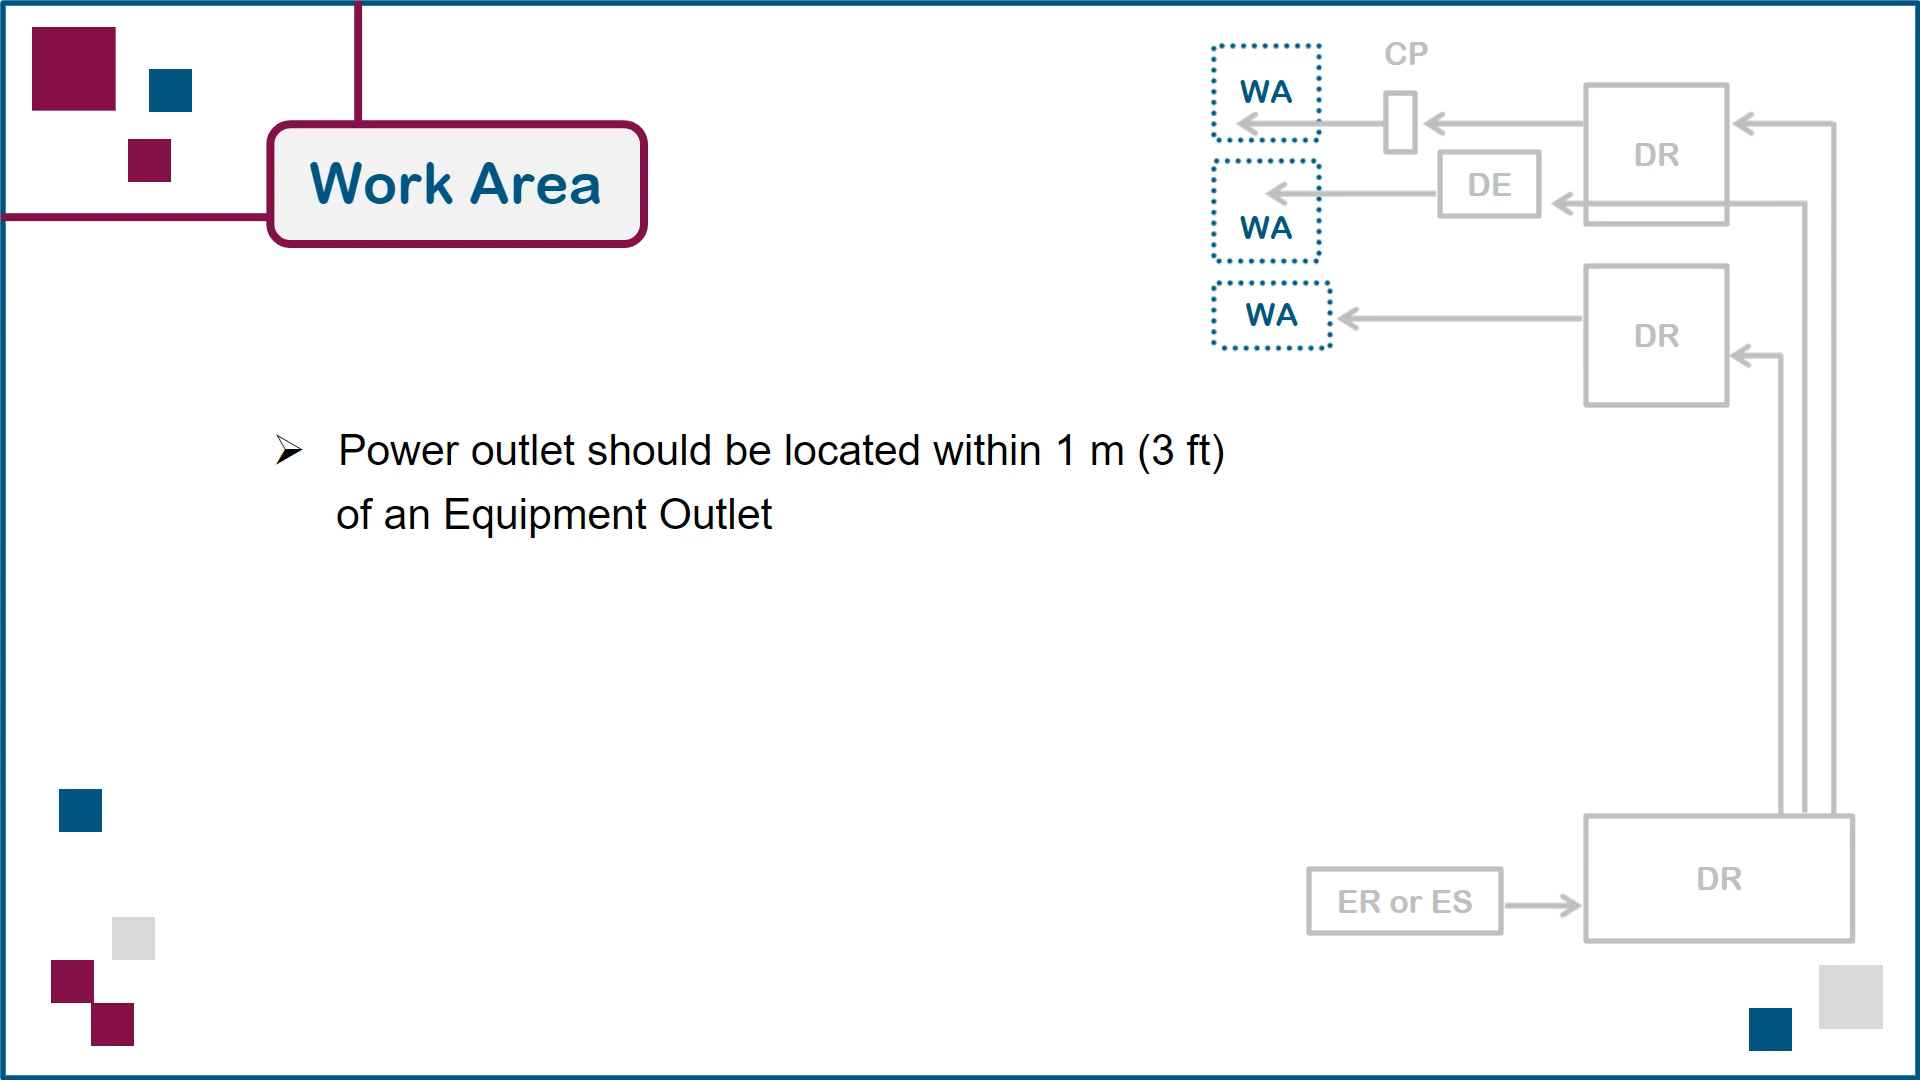 Work Area
CP
WA
DR
DE
WA
WA
DR
➢ Power outlet should be located within 1 m (3 ft)
of an Equipment Outlet
DR
ER or ES